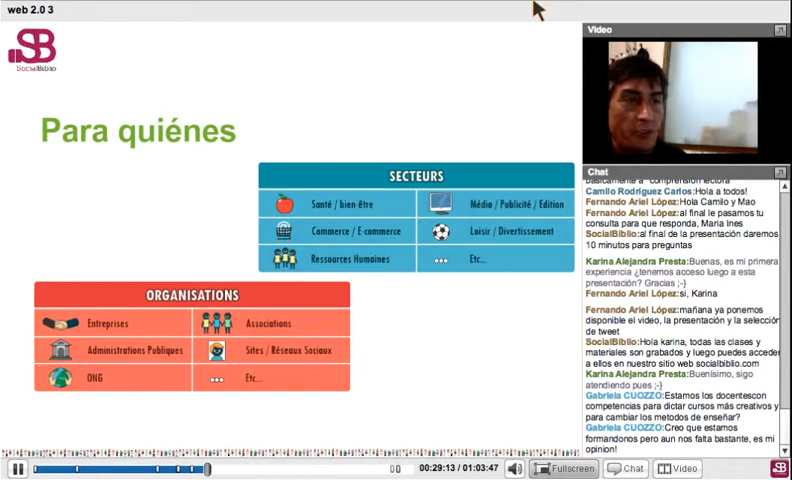 web 2.0 3
SB
SocialBiblio
Para quiénes
SECTEURS
Santé / bien-être
Média / Publicité / Edition
Commerce / E-commerce
Loisir / Divertissement
Ressources Humaines
... Etc...
ORGANISATIONS
Entreprises
Associations
Administrations Publiques
Sites / Réseaux Sociaux
ONG
... Etc...
Video
Chat
basicamente a comprensión lectora
Camilo Rodríguez Carlos:Hola a todos!
Fernando Ariel López:Hola Camilo y Mao
Fernando Ariel López:al final le pasamos tu
consulta para que responda, Maria Ines
SocialBiblio:al final de la presentación daremos
10 minutos para preguntas
Karina Alejandra Presta:Buenas, es mi primera
experiencia ¿tenemos acceso luego a esta
presentación? Gracias ;-)
Fernando Ariel López:si, Karina
Fernando Ariel López:mañana ya ponemos
disponible el video, la presentación y la selección
de tweet
SocialBiblio:Hola karina, todas las clases y
materiales son grabados y luego puedes acceder
a ellos en nuestro sitio web socialbiblio.com
Karina Alejandra Presta:Buenísimo, sigo
atendiendo pues ;-)
Gabriela CUOZZO:Estamos los docentescon
competencias para dictar cursos más creativos y
para cambiar los metodos de enseñar?
Gabriela CUOZZO:Creo que estamos
formandonos pero aun nos falta bastante, es mi
opinon!
00:29:13 / 01:03:47
Fullscreen
Chat
Video
SB